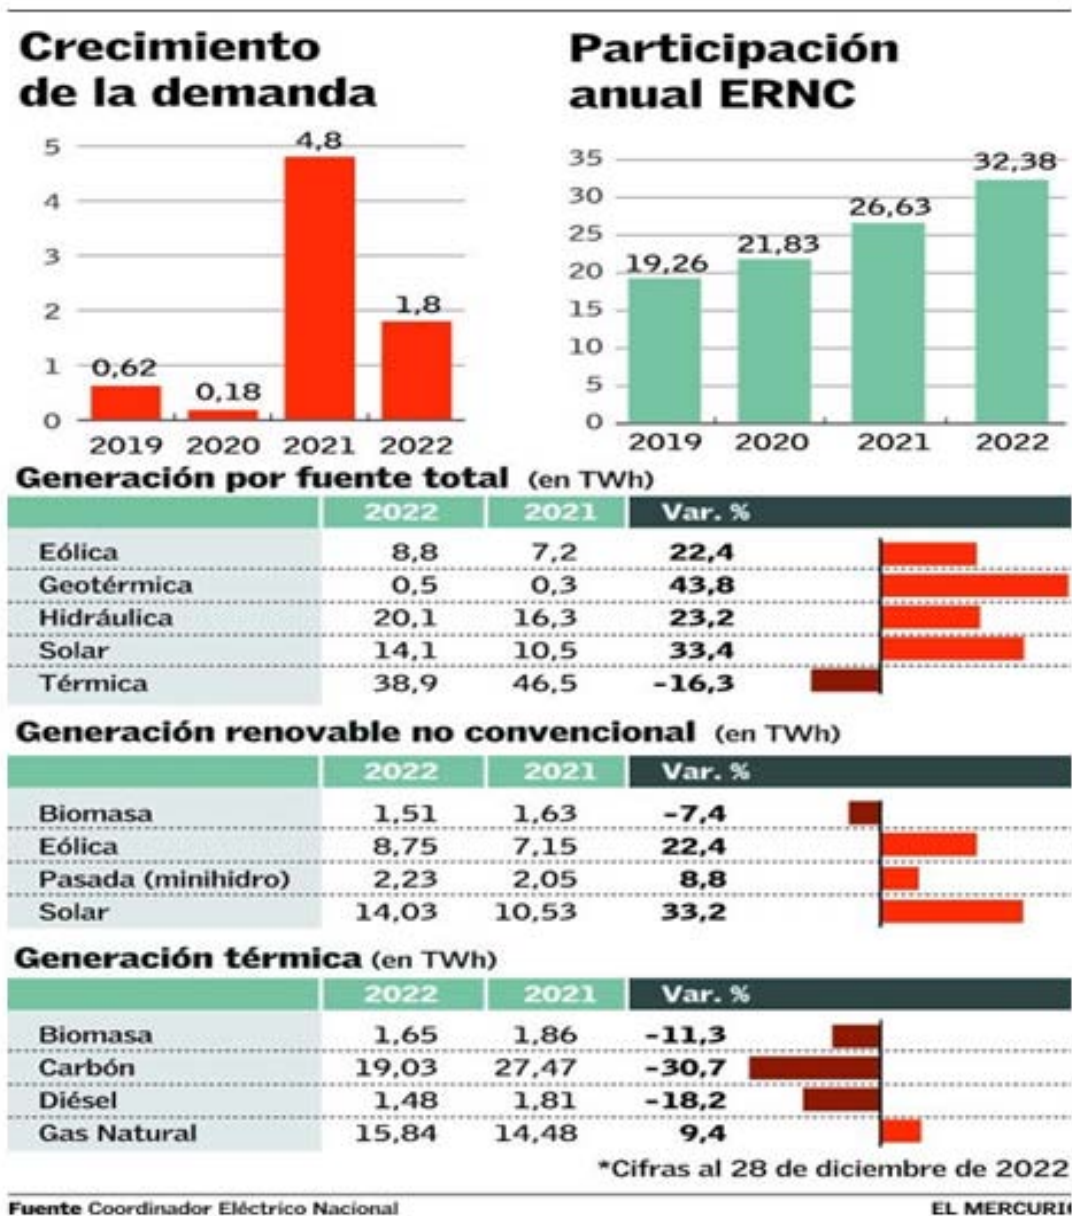 Crecimiento
de la demanda
5
4
3
2
1
0
0,62
0,18
4,8
1,8
2019 2020 2021 2022
Participación
anual ERNC
35
30
25
20
15
10
5
0
19,26
21,83
26,63
32,38
2019 2020 2021 2022
Generación por fuente total (en TWh)
2022 2021 Var. %
Eólica 8,8 7,2 22,4
Geotérmica 0,5 0,3 43,8
Hidráulica 20,1 16,3 23,2
Solar 14,1 10,5 33,4
Térmica 38,9 46,5 -16,3
Generación renovable no convencional (en TWh)
2022 2021 Var. %
Biomasa 1,51 1,63 -7,4
Eólica 8,75 7,15 22,4
Pasada (minihidro) 2,23 2,05 8,8
Solar 14,03 10,53 33,2
Generación térmica (en TWh)
2022 2021 Var. %
Biomasa 1,65 1,86 -11,3
Carbón 19,03 27,47 -30,7
Diésel 1,48 1,81 -18,2
Gas Natural 15,84 14,48 9,4
*Cifras al 28 de diciembre de 2022
Fuente Coordinador Eléctrico Nacional
EL MERCURI